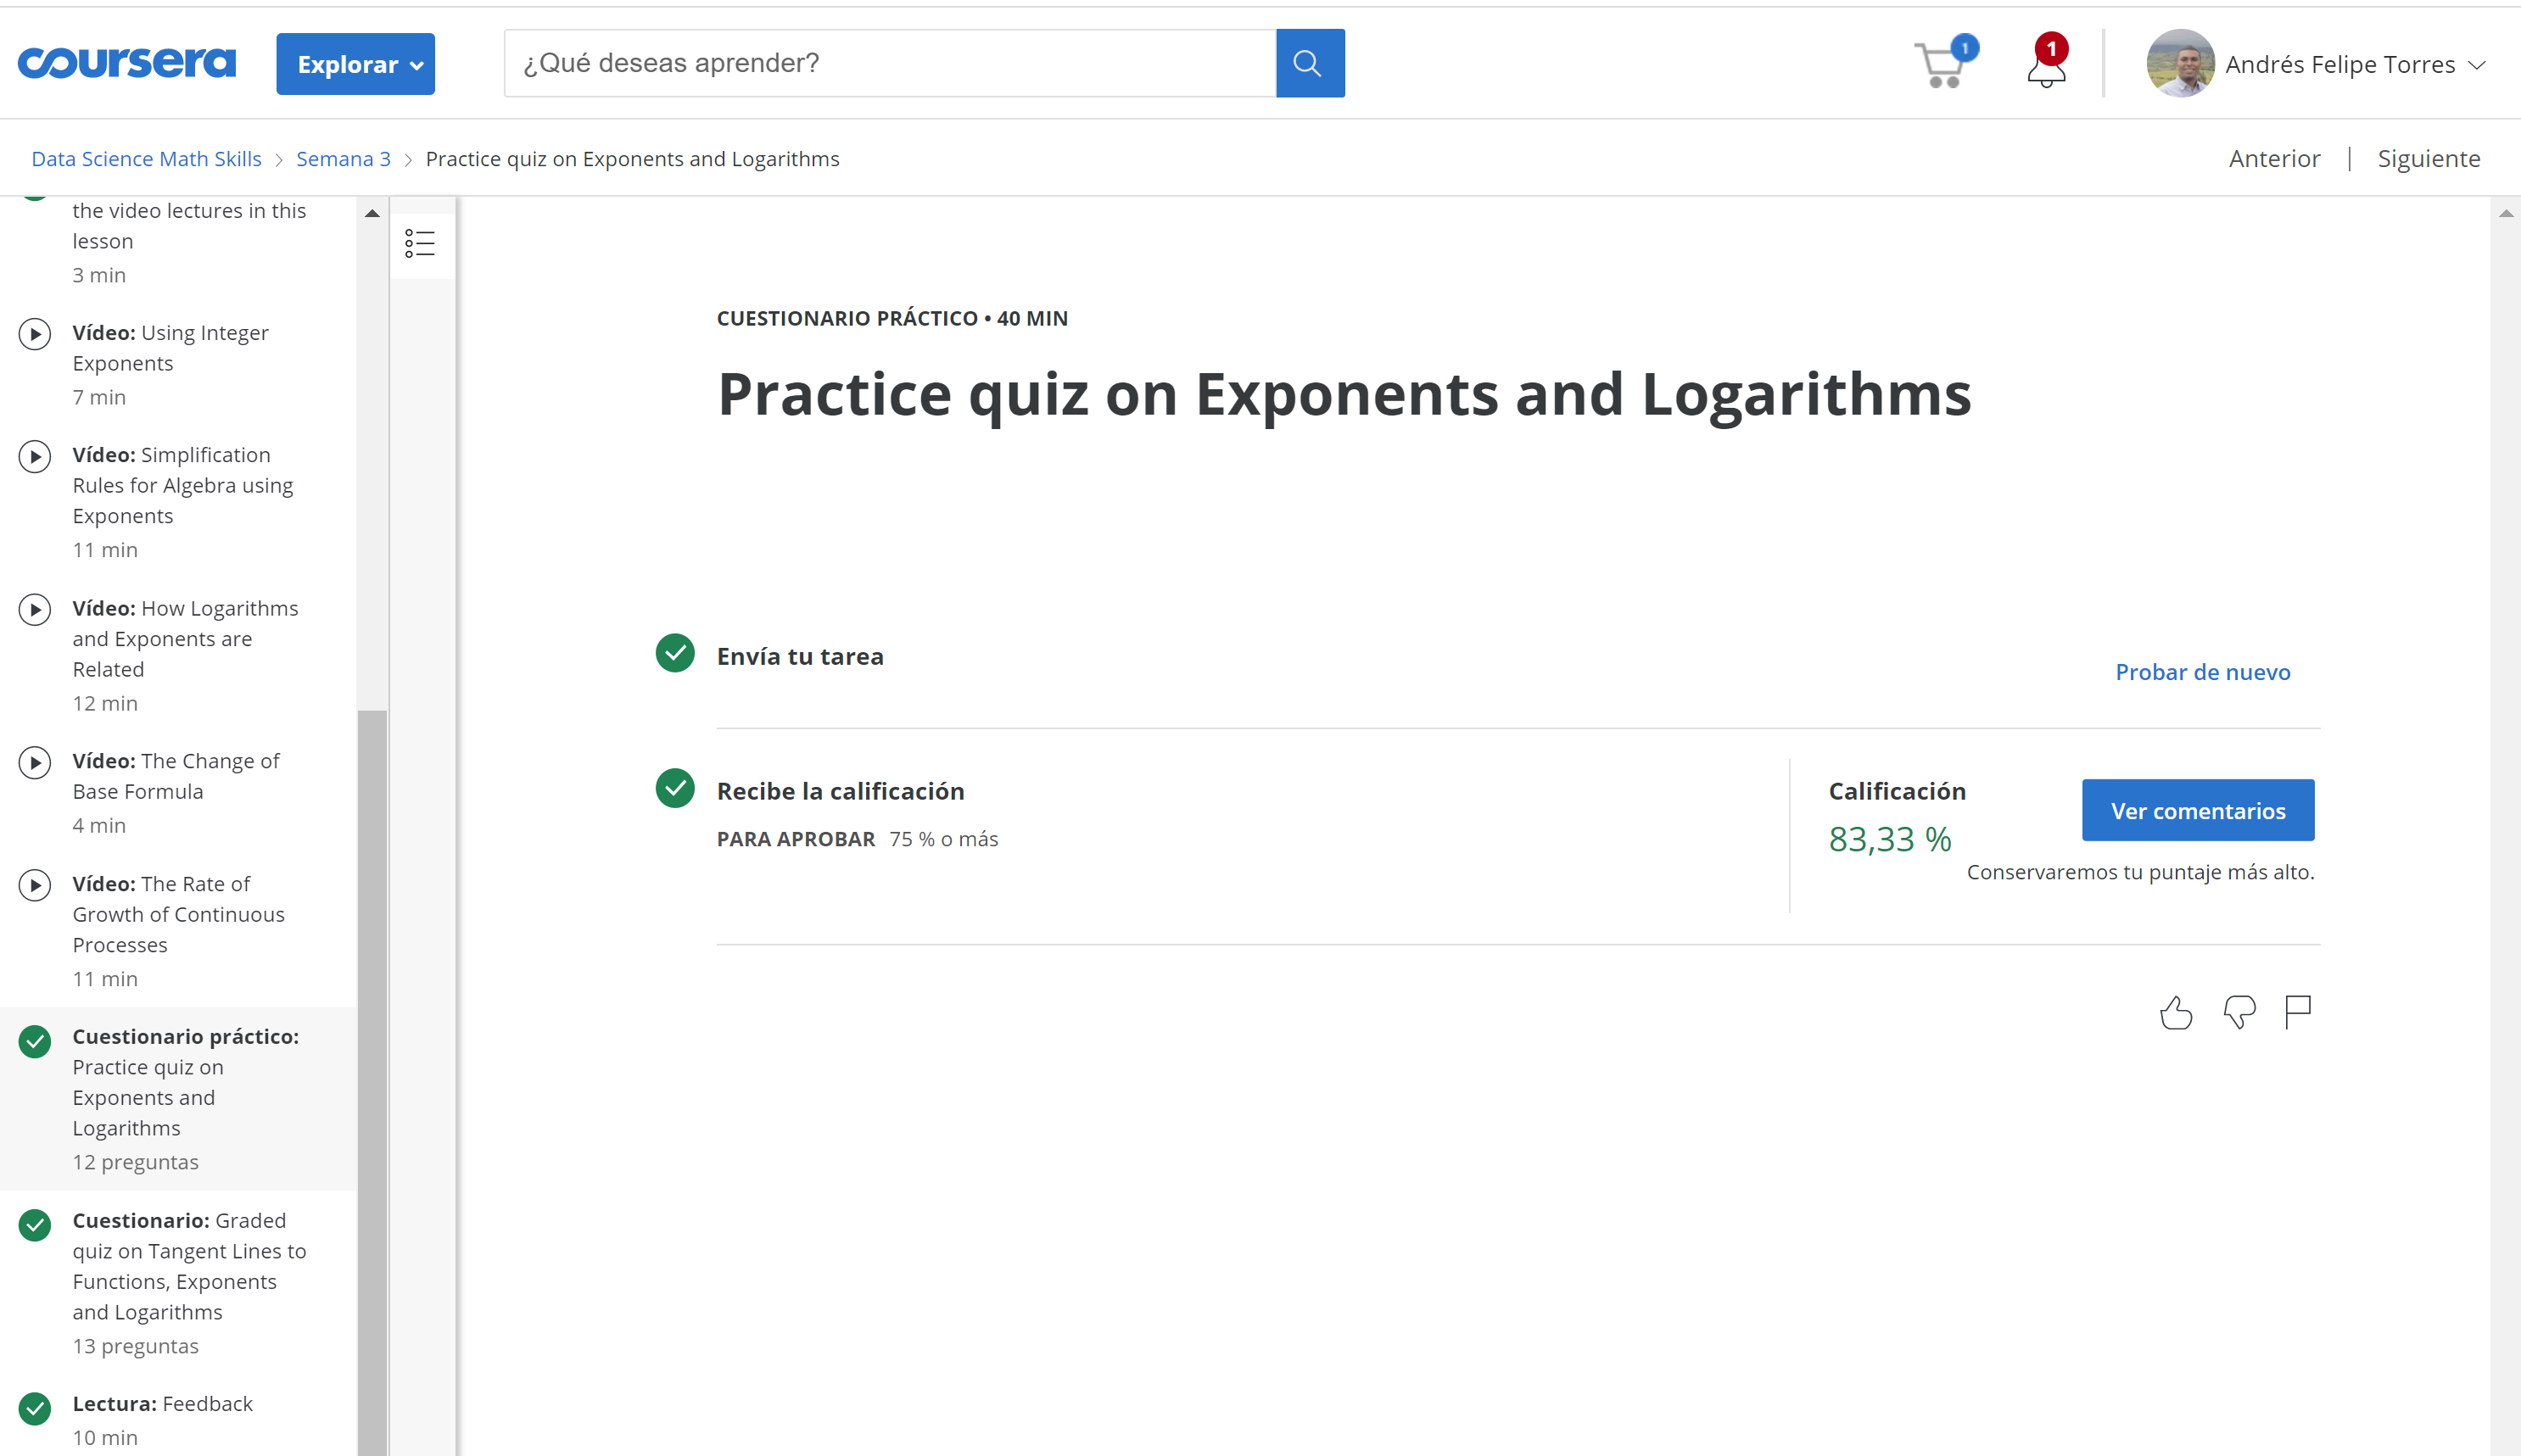 coursera
Explorar
¿Qué deseas aprender?
1
1
Andrés Felipe Torres
Data Science Math Skills
Semana 3
Practice quiz on Exponents and Logarithms
Anterior
Siguiente
the video lectures in this
lesson
3 min
Vídeo: Using Integer
Exponents
7 min
Vídeo: Simplification
Rules for Algebra using
Exponents
11 min
Vídeo: How Logarithms
and Exponents are
Related
12 min
Vídeo: The Change of
Base Formula
4 min
Vídeo: The Rate of
Growth of Continuous
Processes
11 min
Cuestionario práctico:
Practice quiz on
Exponents and
Logarithms
12 preguntas
Cuestionario: Graded
quiz on Tangent Lines to
Functions, Exponents
and Logarithms
13 preguntas
Lectura: Feedback
10 min
CUESTIONARIO PRÁCTICO • 40 MIN
Practice quiz on Exponents and Logarithms
Envía tu tarea
Probar de nuevo
Recibe la calificación
PARA APROBAR 75 % o más
Calificación
83,33 %
Ver comentarios
Conservaremos tu puntaje más alto.